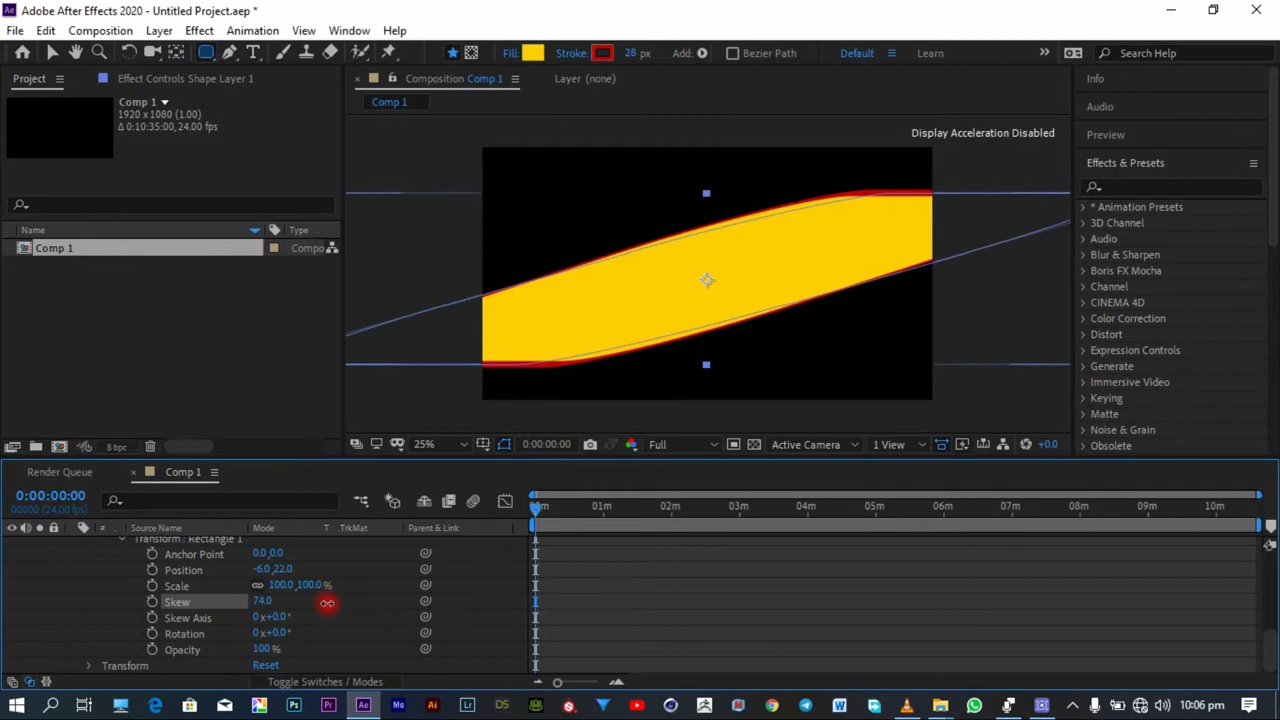 Ae Adobe After Effects 2020 - Untitled Project.aep *
File Edit Composition Layer Effect Animation View Window Help
Fill: Stroke: 28 px Add: Bezier Path Default Learn Search Help
Project Effect Controls Shape Layer 1
Composition Comp 1 Layer (none)
Info
Comp 1
1920 x 1080 (1.00)
Δ 0:10:35:00, 24.00 fps
Comp 1
Audio
Display Acceleration Disabled
Preview
Effects & Presets
* Animation Presets
3D Channel
Audio
Blur & Sharpen
Boris FX Mocha
Channel
CINEMA 4D
Color Correction
Distort
Expression Controls
Generate
Immersive Video
Keying
Matte
Noise & Grain
Obsolete
Name Type
Comp 1 Compo
8 bpc
25% 0:00:00:00 Full Active Camera 1 View +0.0
Render Queue Comp 1
0:00:00:00
00000 (24.00 fps)
# Source Name Mode T .TrkMat Parent & Link
01m 02m 03m 04m 05m 06m 07m 08m 09m 10m
Transform : Rectangle 1
Anchor Point 0.0,0.0
Position -6.0,22.0
Scale 100.0,100.0 %
Skew 74.0
Skew Axis 0 x+0.0°
Rotation 0 x+0.0°
Opacity 100 %
Transform Reset
Toggle Switches / Modes
Ps Pr Ae Me Ai Lr DS W 10:06 pm